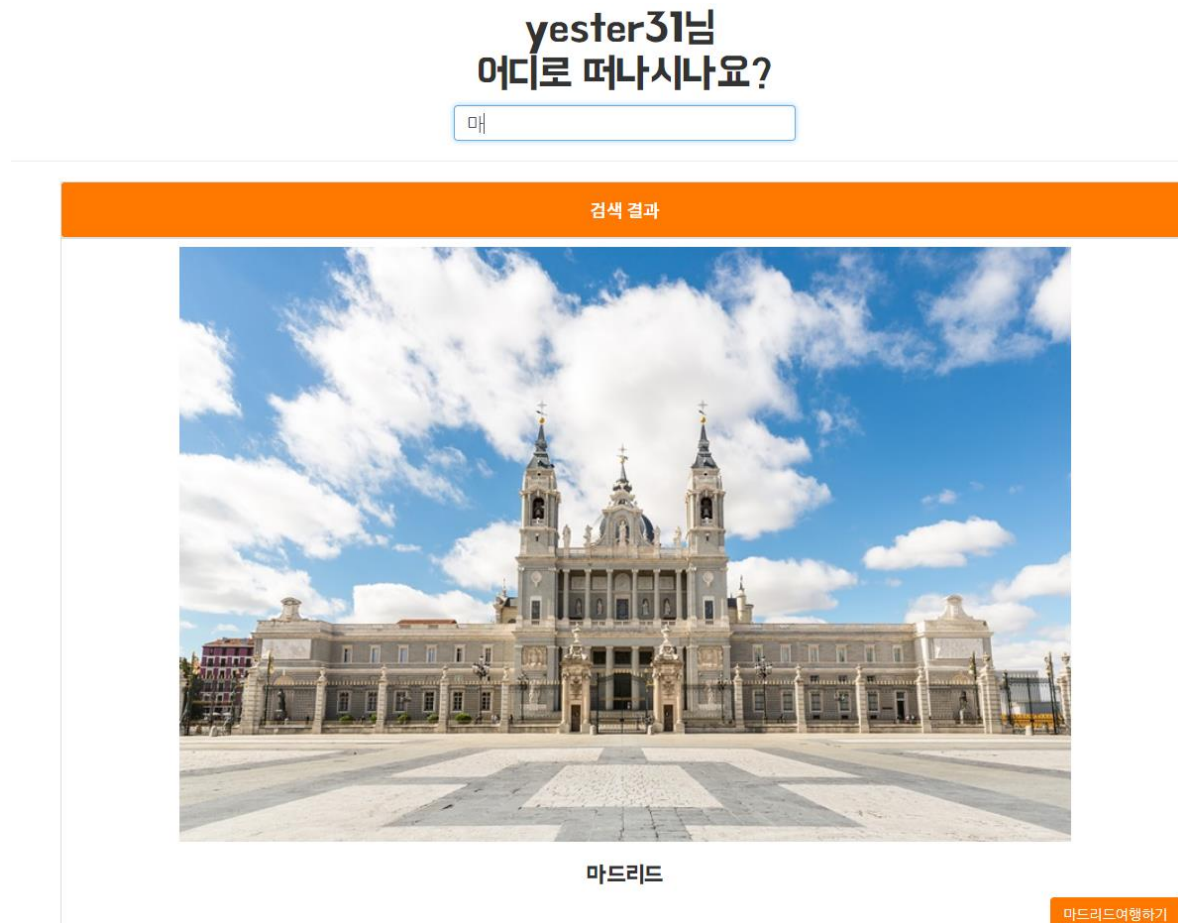 yester31님
어디로 떠나시나요?
매
검색 결과
마드리드
마드리드여행하기